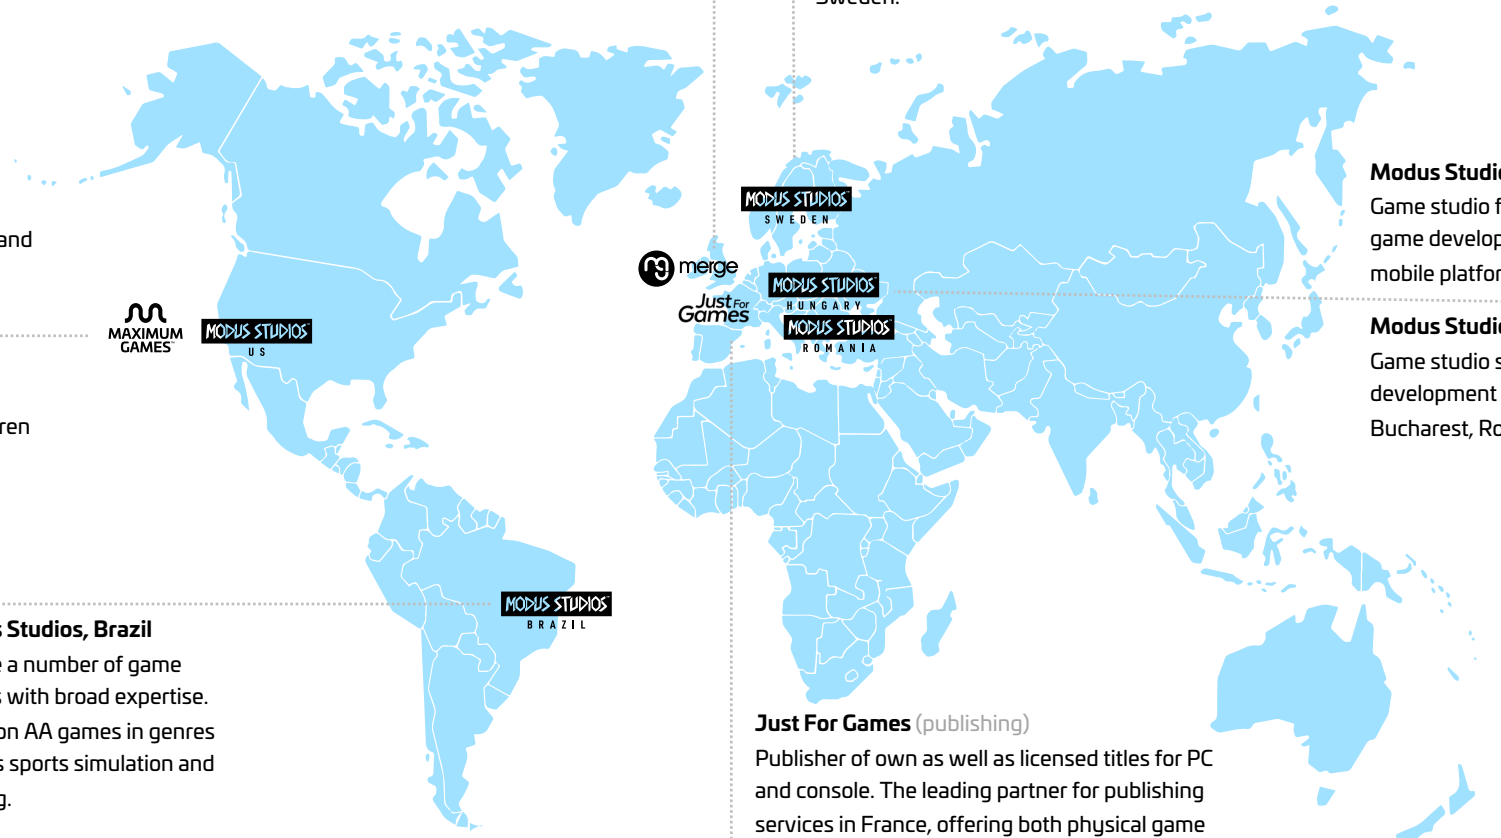 Sweden.
and
ren
MODUS STUDIOS
SWEDEN
merge
Just For
Games
MODUS STUDIOS
HUNGARY
MODUS STUDIOS
ROMANIA
MAXIMUM
GAMES™
MODUS STUDIOS
US
MODUS STUDIOS
BRAZIL
Modus Studio
Game studio f
game develop
mobile platfor
Modus Studio
Game studio s
development
Bucharest, Ro
s Studios, Brazil
e a number of game
s with broad expertise.
on AA games in genres
s sports simulation and
g.
Just For Games (publishing)
Publisher of own as well as licensed titles for PC
and console. The leading partner for publishing
services in France, offering both physical game